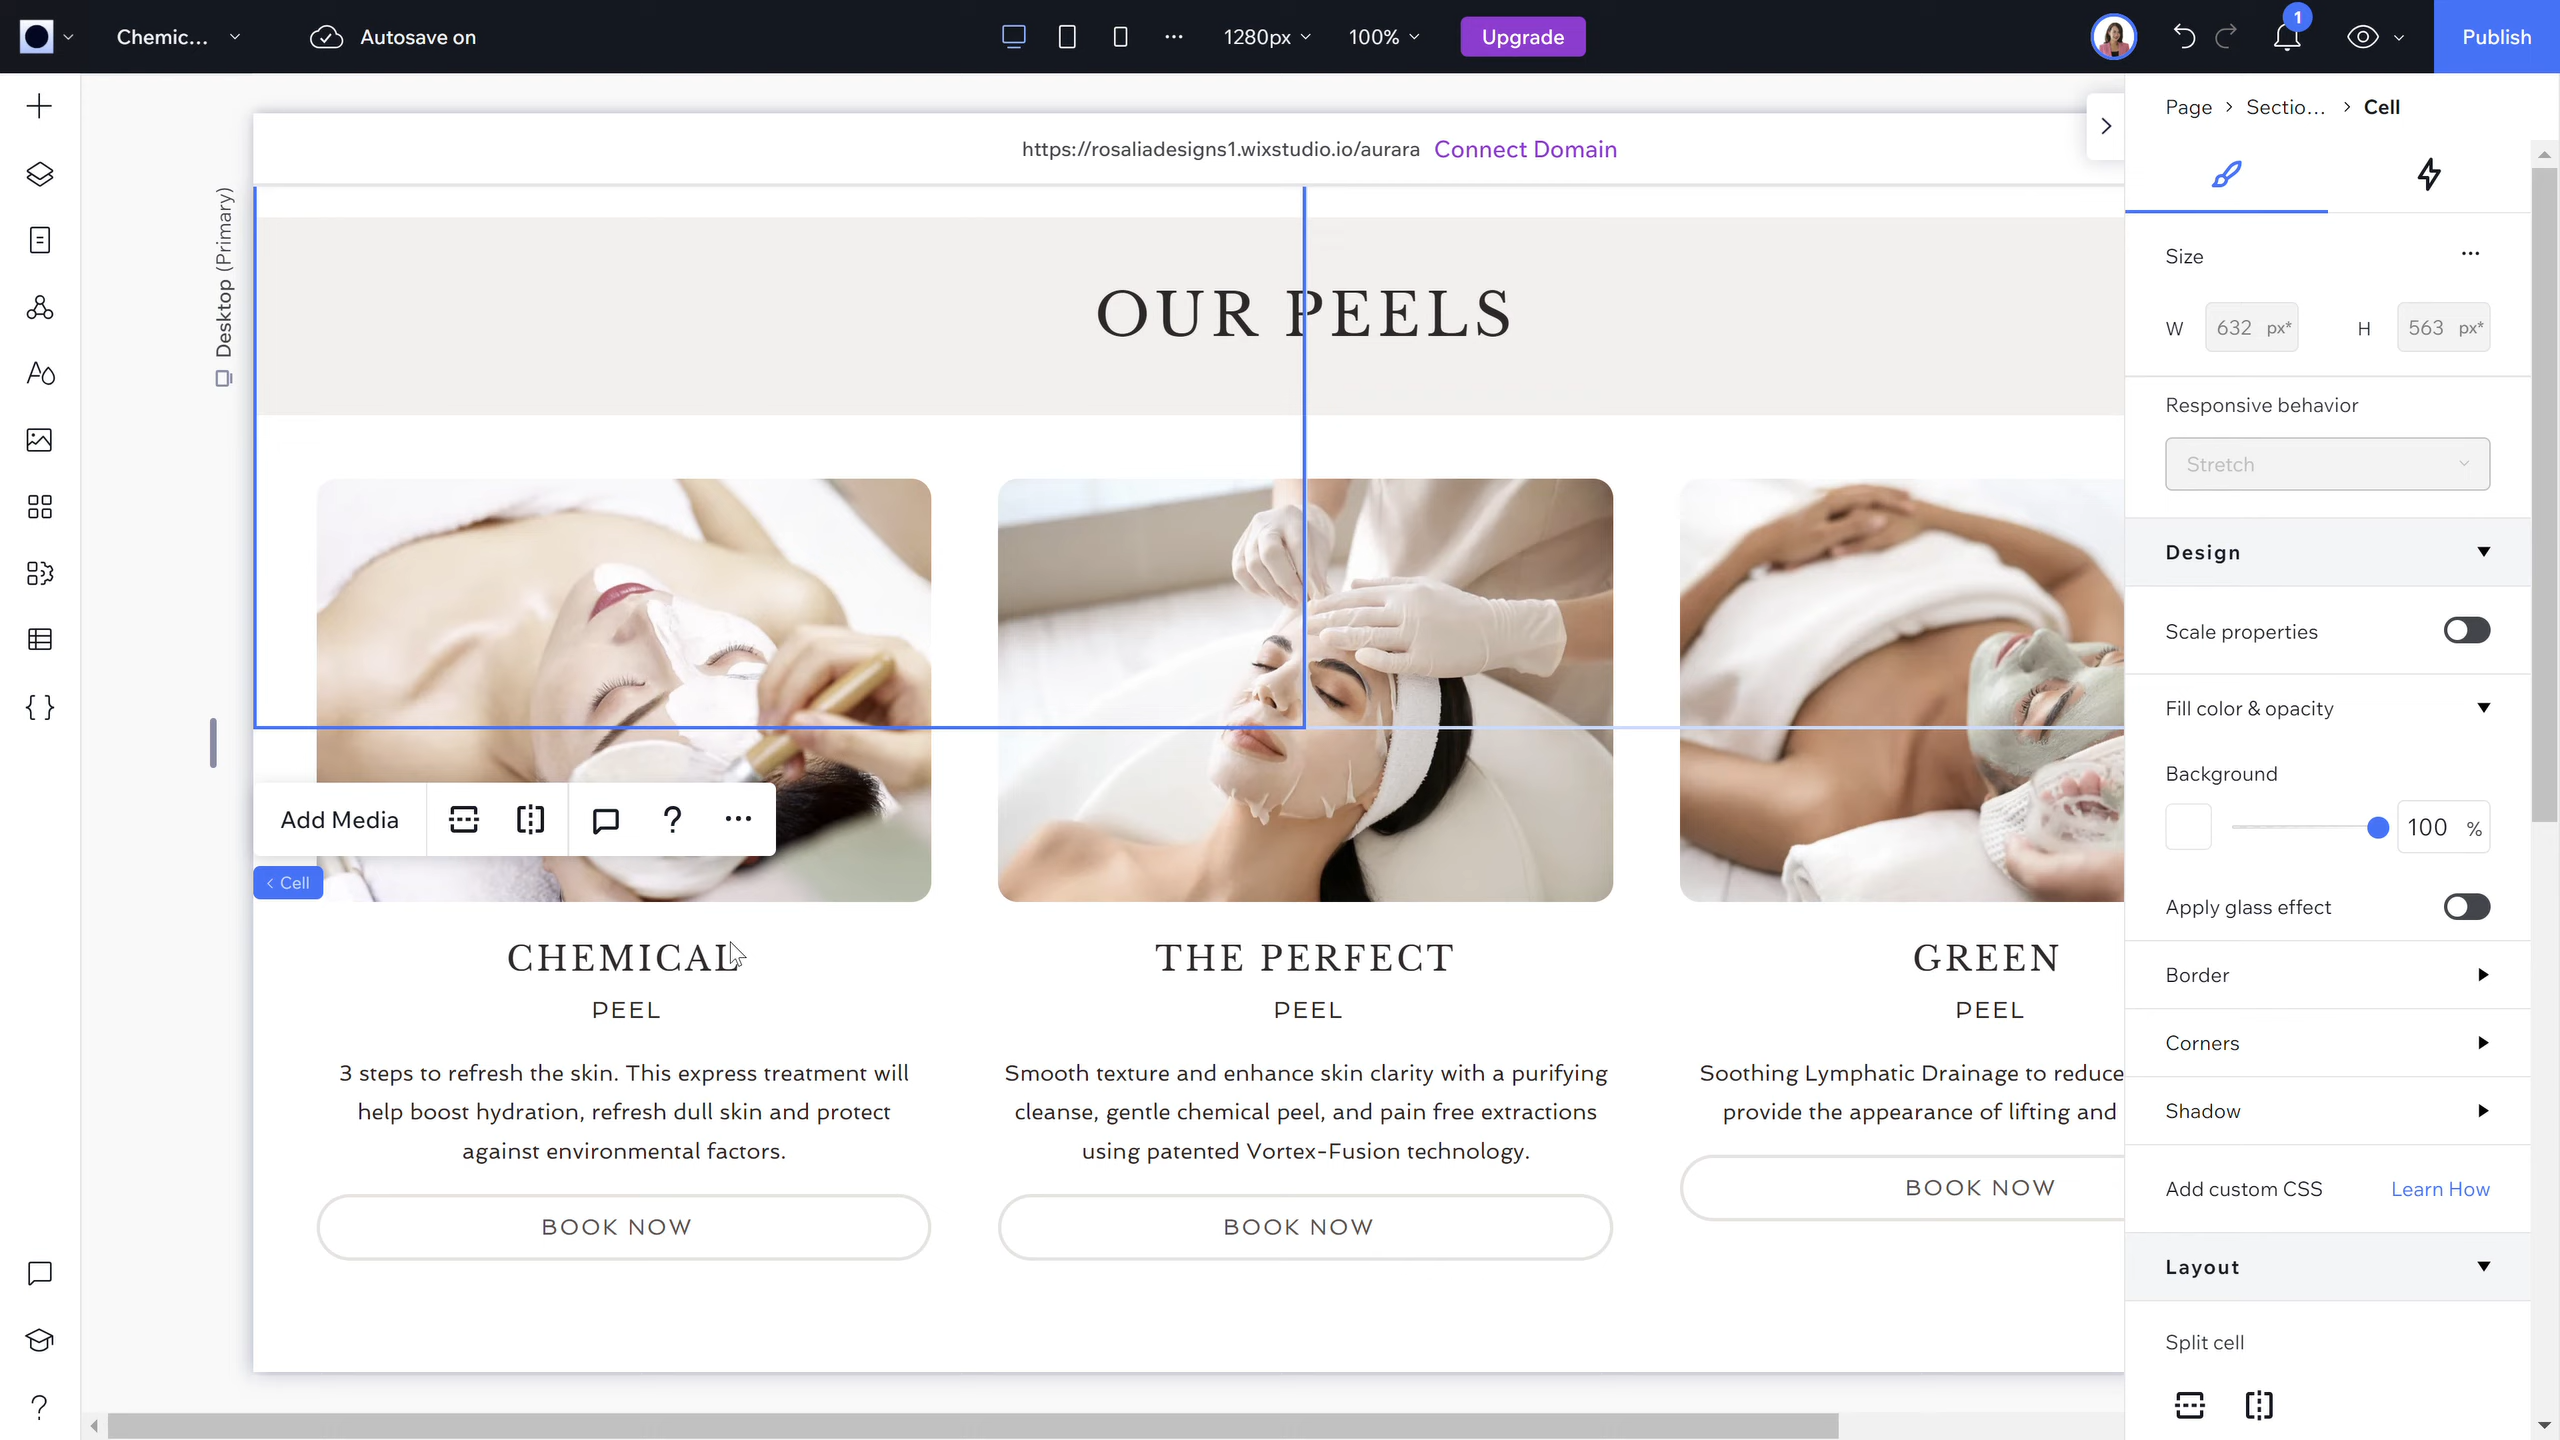 Chemic...
Autosave on
1280px
100%
Upgrade
1
Publish
Page > Sectio... > Cell
https://rosaliadesigns1.wixstudio.io/aurara Connect Domain
Desktop (Primary)
OUR PEELS
Add Media
< Cell
CHEMICAL
PEEL
3 steps to refresh the skin. This express treatment will
help boost hydration, refresh dull skin and protect
against environmental factors.
BOOK NOW
THE PERFECT
PEEL
Smooth texture and enhance skin clarity with a purifying
cleanse, gentle chemical peel, and pain free extractions
using patented Vortex-Fusion technology.
BOOK NOW
GREEN
PEEL
Soothing Lymphatic Drainage to reduce
provide the appearance of lifting and
BOOK NOW
Size
W 632 px* H 563 px*
Responsive behavior
Stretch
Design
Scale properties
Fill color & opacity
Background
100 %
Apply glass effect
Border
Corners
Shadow
Add custom CSS Learn How
Layout
Split cell